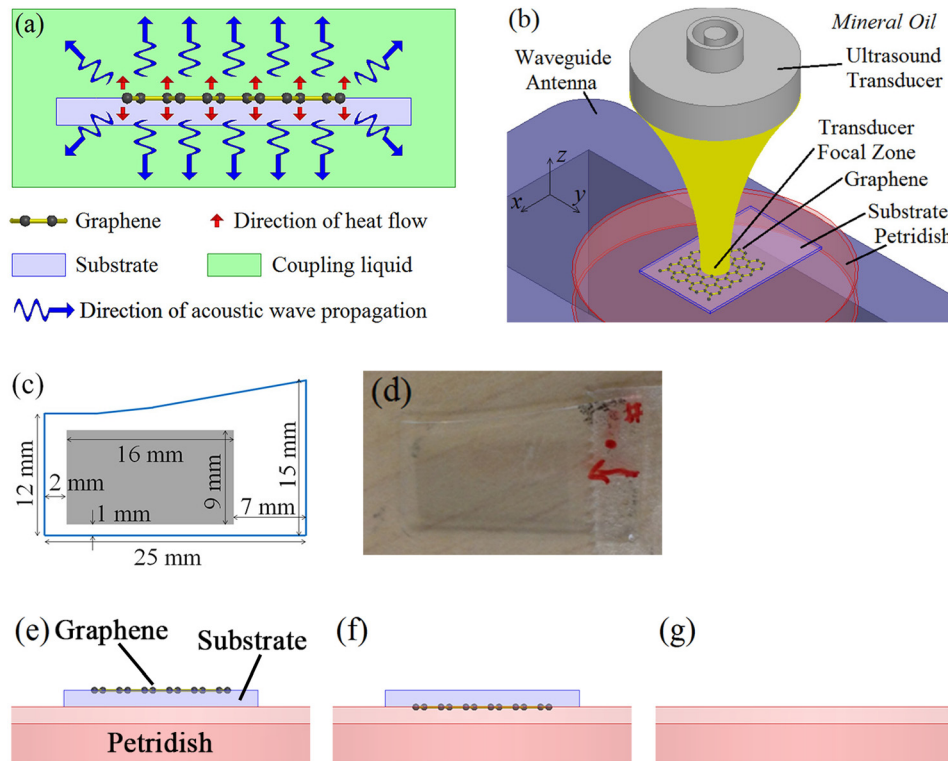 (a)
Graphene
Direction of heat flow
Substrate
Coupling liquid
Direction of acoustic wave propagation
(b)
Mineral Oil
Waveguide
Antenna
Ultrasound
Transducer
Transducer
Focal Zone
Graphene
Substrate
Petridish
z
x
y
(c)
12 mm
2 mm
16 mm
9 mm
15 mm
1 mm
7 mm
25 mm
(d)
#
(e)
Graphene
Substrate
Petridish
(f)
(g)